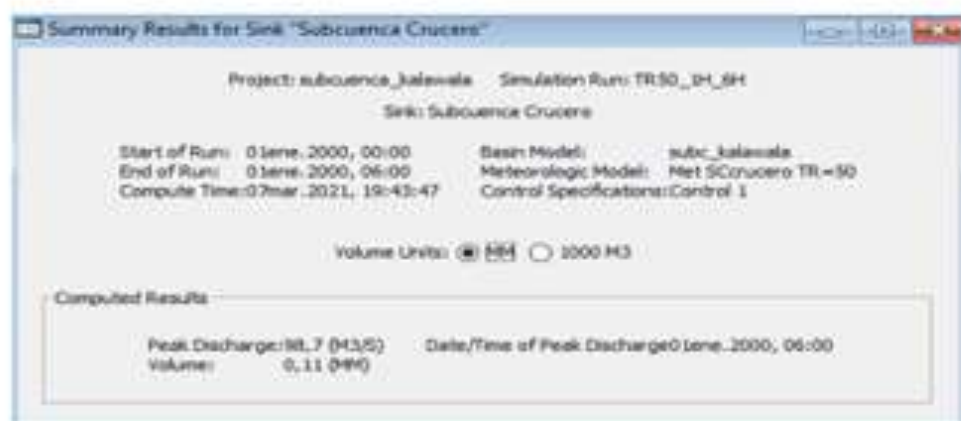 Summary Results for Sink "Subcuenca Crucero"
Project: subcuenca_kalawala Simulation Run: TR50_1H_6H
Sink: Subcuenca Crucero
Start of Run: 01ene.2000, 00:00 Basin Model: subc_kalawala
End of Run: 01ene.2000, 06:00 Meteorologic Model: Met SCcrucero TR=50
Compute Time:07mar.2021, 19:43:47 Control Specifications:Control 1
Volume Units: MM 1000 M3
Computed Results
Peak Discharge:98,7 (M3/S) Date/Time of Peak Discharge01ene.2000, 06:00
Volume: 0,11 (MM)